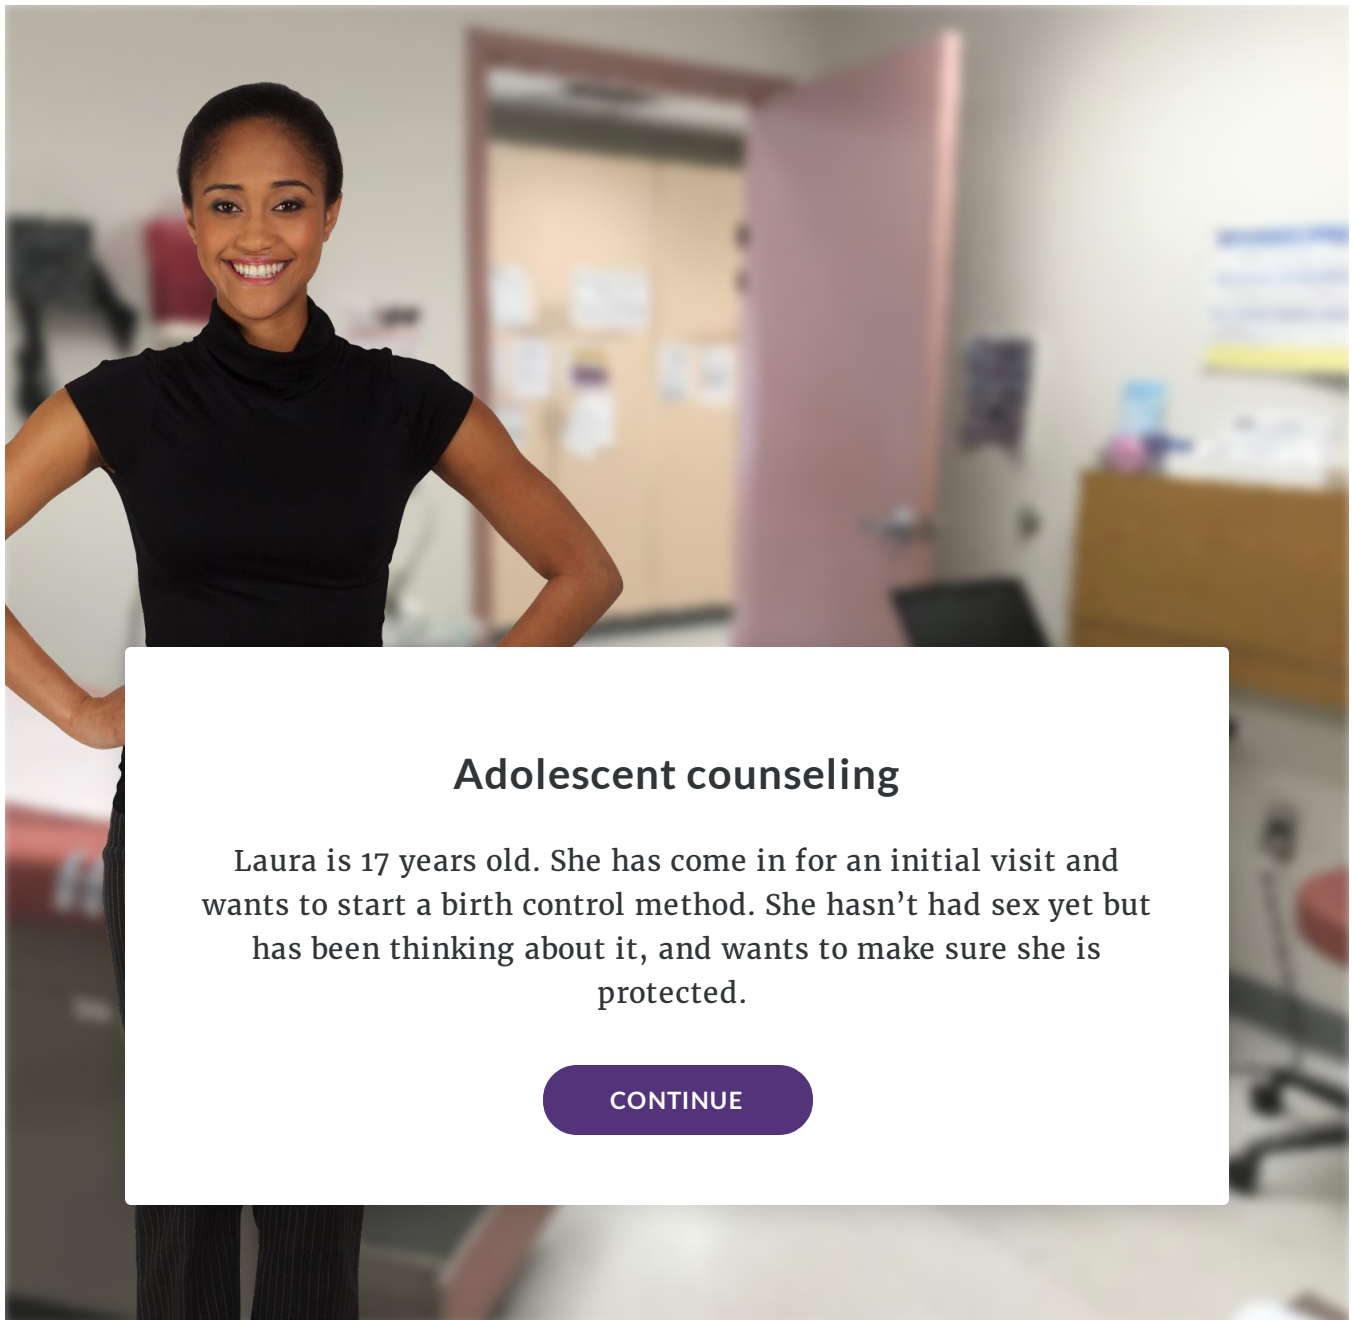 Adolescent counseling
Laura is 17 years old. She has come in for an initial visit and
wants to start a birth control method. She hasn’t had sex yet but
has been thinking about it, and wants to make sure she is
protected.
CONTINUE